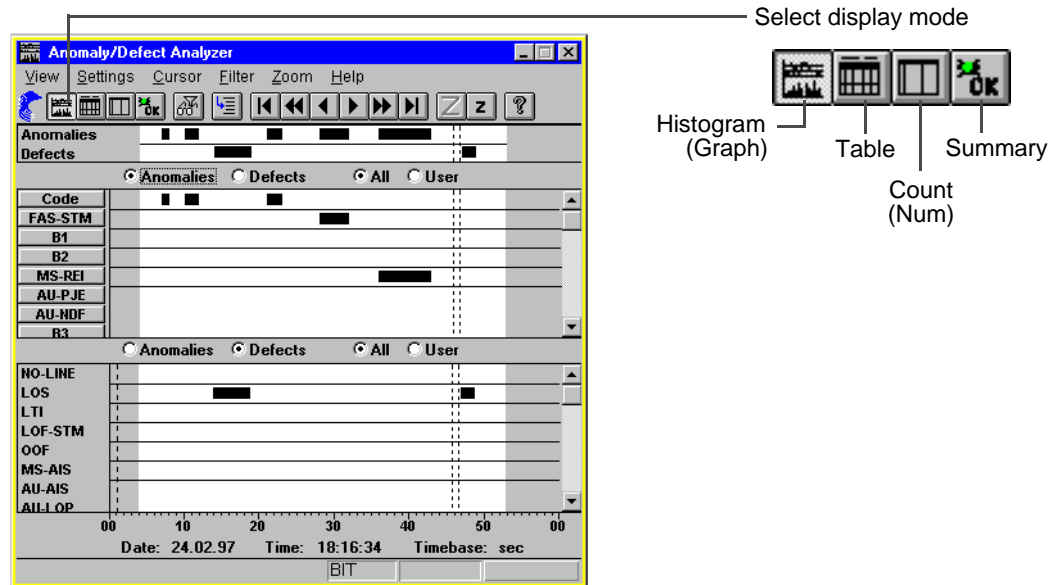 Select display mode
Anomaly/Defect Analyzer
View Settings Cursor Filter Zoom Help
OK Z z ?
OK
Histogram
(Graph)
Table
Summary
Count
(Num)
Anomalies
Defects
Anomalies Defects All User
Code
FAS-STM
B1
B2
MS-REI
AU-PJE
AU-NDF
B3
Anomalies Defects All User
NO-LINE
LOS
LTI
LOF-STM
OOF
MS-AIS
AU-AIS
AU-LOP
00 10 20 30 40 50 00
Date: 24.02.97 Time: 18:16:34 Timebase: sec
BIT